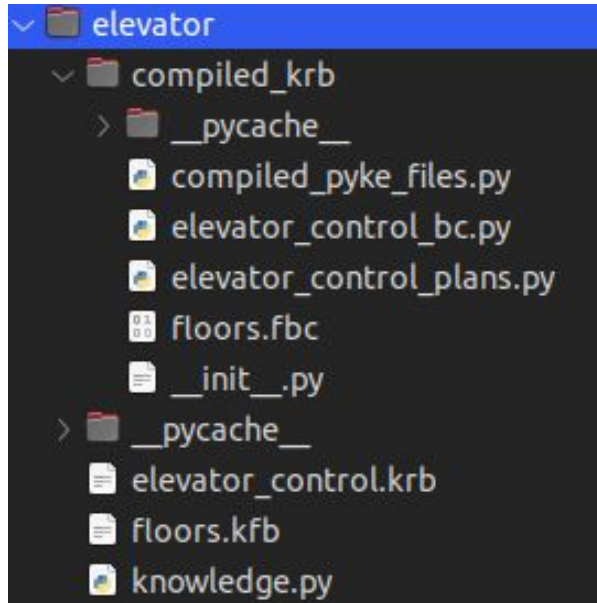 elevator
compiled_krb
__pycache__
compiled_pyke_files.py
elevator_control_bc.py
elevator_control_plans.py
floors.fbc
__init__.py
__pycache__
elevator_control.krb
floors.kfb
knowledge.py